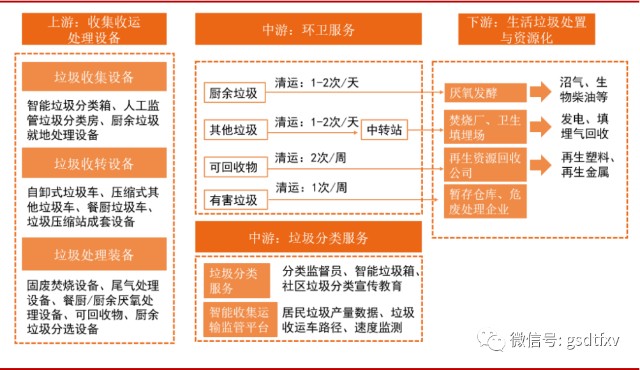 上游：收集收运
处理设备
垃圾收集设备
智能垃圾分类箱、人工监
管垃圾分类房、厨余垃圾
就地处理设备
垃圾收转设备
自卸式垃圾车、压缩式其
他垃圾车、餐厨垃圾车、
垃圾压缩站成套设备
垃圾处理装备
固废焚烧设备、尾气处理
设备、餐厨/厨余厌氧处
理设备、可回收物、厨余
垃圾分选设备
中游：环卫服务
厨余垃圾
清运：1-2次/天
其他垃圾
清运：1-2次/天
中转站
可回收物
清运：2次/周
有害垃圾
清运：1次/周
中游：垃圾分类服务
垃圾分类
服务
分类监督员、智能垃圾箱、
社区垃圾分类宣传教育
智能收集运
输监管平台
居民垃圾产量数据、垃圾
收运车路径、速度监测
下游：生活垃圾处置
与资源化
厌氧发酵
沼气、生
物柴油等
焚烧厂、卫生
填埋场
发电、填
埋气回收
再生资源回收
公司
再生塑料、
再生金属
暂存仓库、危
废处理企业
微信号: gsdtfxv